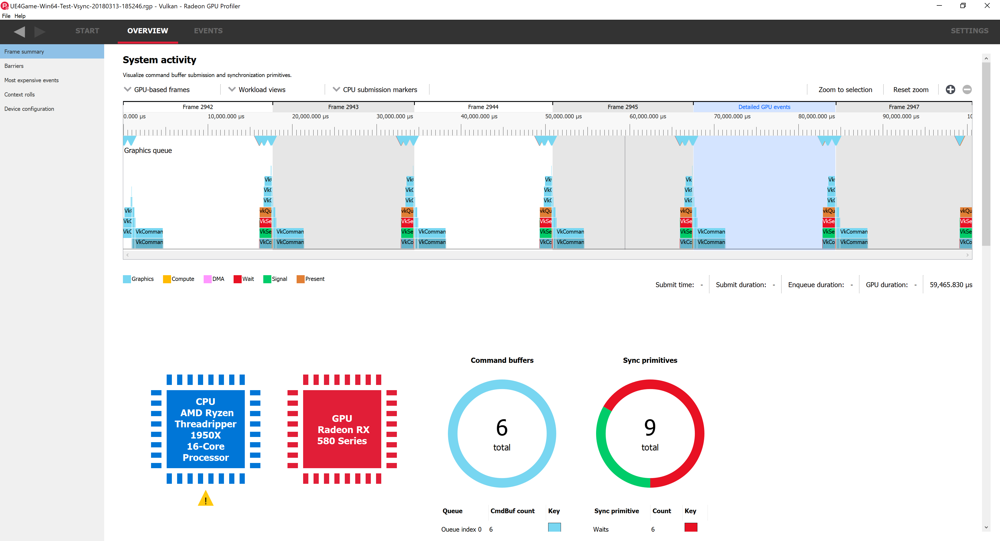 UE4Game-Win64-Test-Vsync-20180313-185246.rgp - Vulkan - Radeon GPU Profiler
File Help
START OVERVIEW EVENTS SETTINGS
Frame summary
Barriers
Most expensive events
Context rolls
Device configuration
System activity
Visualize command buffer submission and synchronization primitives.
GPU-based frames Workload views CPU submission markers Zoom to selection Reset zoom
Frame 2942 Frame 2943 Frame 2944 Frame 2945 Detailed GPU events Frame 2947
0.000 µs 10,000.000 µs 20,000.000 µs 30,000.000 µs 40,000.000 µs 50,000.000 µs 60,000.000 µs 70,000.000 µs 80,000.000 µs 90,000.000 µs 10
Graphics queue
Vk Vk Vk Vk Vk
VkC VkC VkC VkC VkC
VkC VkC VkC VkC VkC
VkC vkQu vkQu vkQu vkQu vkQu vkQu
VkC VkSe VkSe VkSe VkSe VkSe VkSe
VkC VkComman VkSe VkComman VkSe VkComman VkSe VkComman VkSe VkComman VkSe VkComman VkSe
VkComman VkCo VkComman VkCo VkComman VkCo VkComman VkCo VkComman VkCo VkComman VkCo
Graphics Compute DMA Wait Signal Present
Submit time: - Submit duration: - Enqueue duration: - GPU duration: - 59,465.830 µs
CPU
AMD Ryzen
Threadripper
1950X
16-Core
Processor
!
GPU
Radeon RX
580 Series
Command buffers
6
total
Queue CmdBuf count Key
Queue index 0 6
Sync primitives
9
total
Sync primitive Count Key
Waits 6